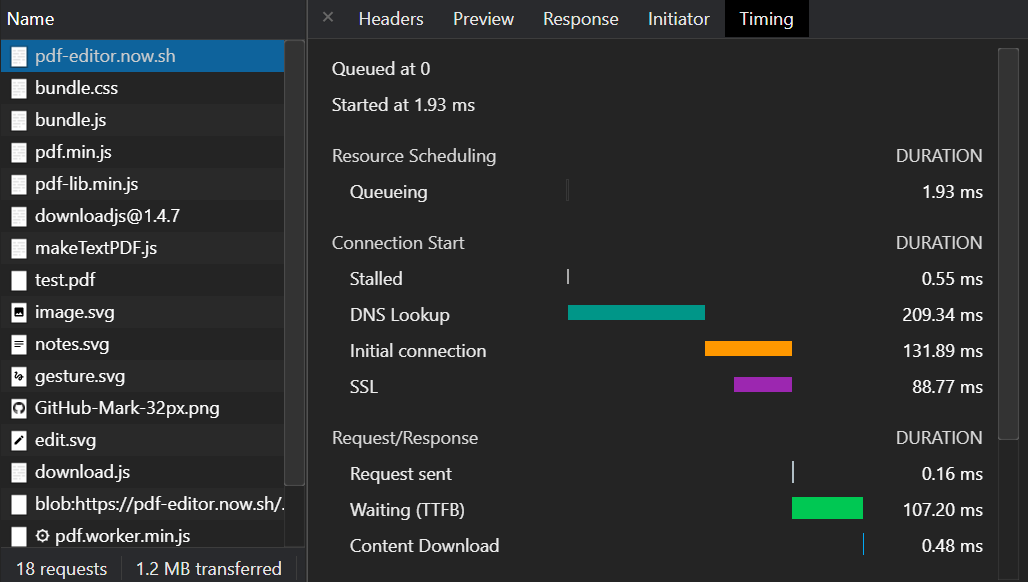 Name
Headers Preview Response Initiator Timing
pdf-editor.now.sh
bundle.css
bundle.js
pdf.min.js
pdf-lib.min.js
downloadjs@1.4.7
makeTextPDF.js
test.pdf
image.svg
notes.svg
gesture.svg
GitHub-Mark-32px.png
edit.svg
download.js
blob:https://pdf-editor.now.sh/.
pdf.worker.min.js
18 requests 1.2 MB transferred
Queued at 0
Started at 1.93 ms
Resource Scheduling DURATION
Queueing 1.93 ms
Connection Start DURATION
Stalled 0.55 ms
DNS Lookup 209.34 ms
Initial connection 131.89 ms
SSL 88.77 ms
Request/Response DURATION
Request sent 0.16 ms
Waiting (TTFB) 107.20 ms
Content Download 0.48 ms